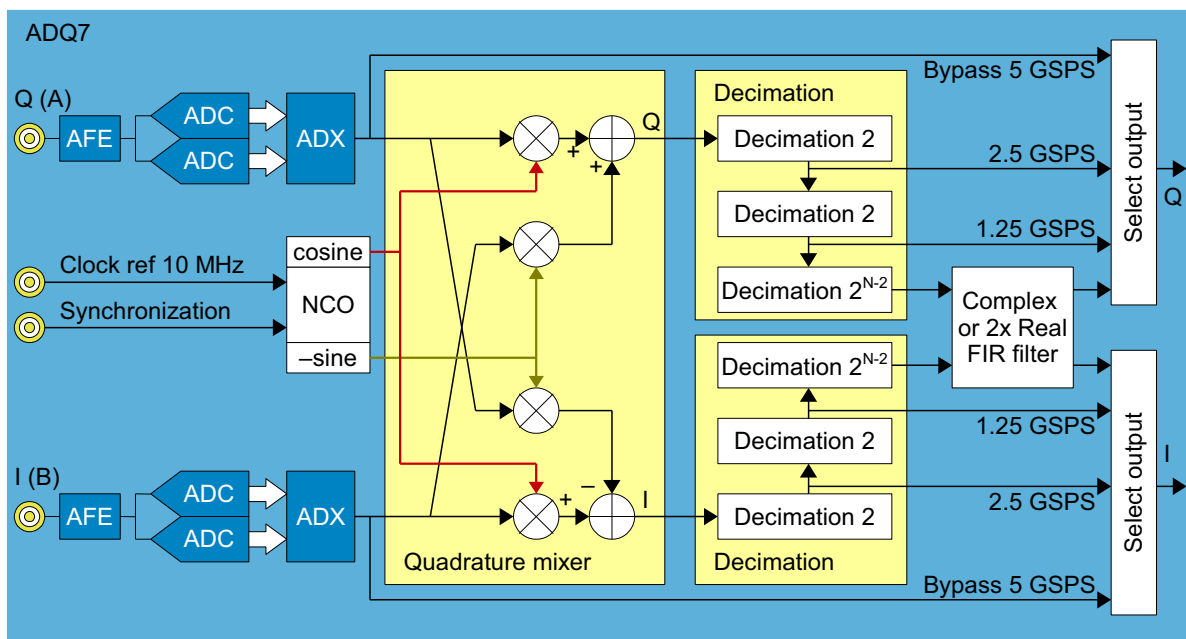 ADQ7
Q (A)
AFE
ADC
ADC
ADX
Bypass 5 GSPS
Decimation
Q
+
+
Decimation 2
2.5 GSPS
Decimation 2
1.25 GSPS
Decimation 2^N-2
Select output
Q
Clock ref 10 MHz
Synchronization
cosine
NCO
–sine
Complex
or 2x Real
FIR filter
Decimation 2^N-2
1.25 GSPS
Decimation 2
2.5 GSPS
Decimation 2
Decimation
Select output
I
I (B)
AFE
ADC
ADC
ADX
+
–
I
Quadrature mixer
Bypass 5 GSPS